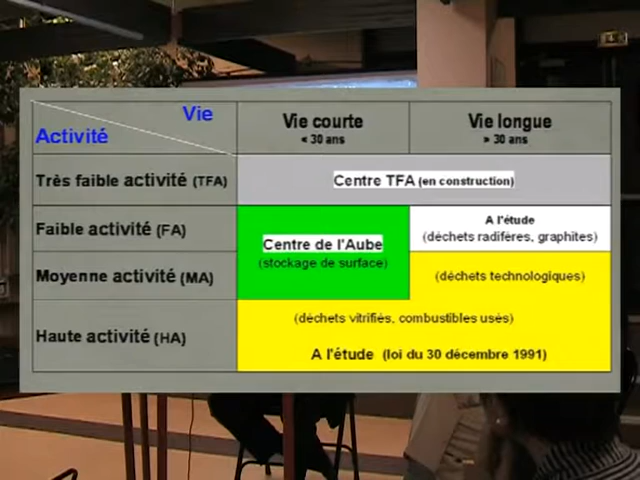 Vie
Activité
Vie courte
< 30 ans
Vie longue
> 30 ans
Très faible activité (TFA)
Centre TFA (en construction)
Faible activité (FA)
Centre de l'Aube
(stockage de surface)
A l'étude
(déchets radifères, graphites)
Moyenne activité (MA)
(déchets technologiques)
Haute activité (HA)
(déchets vitrifiés, combustibles usés)
A l'étude (loi du 30 décembre 1991)